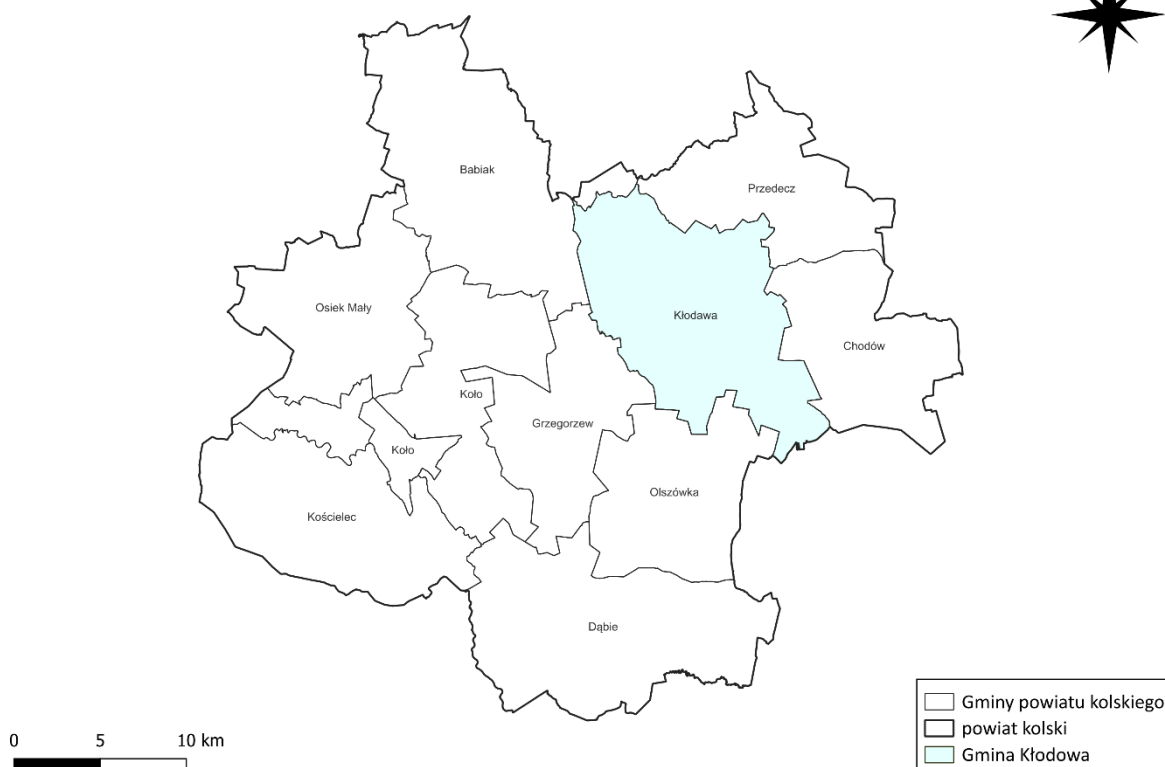 Babiak
Przedecz
Osiek Mały
Kłodawa
Chodów
Koło
Grzegorzew
Koło
Olszówka
Kościelec
Dąbie
Gminy powiatu kolskiego
powiat kolski
Gmina Kłodowa
0 5 10 km